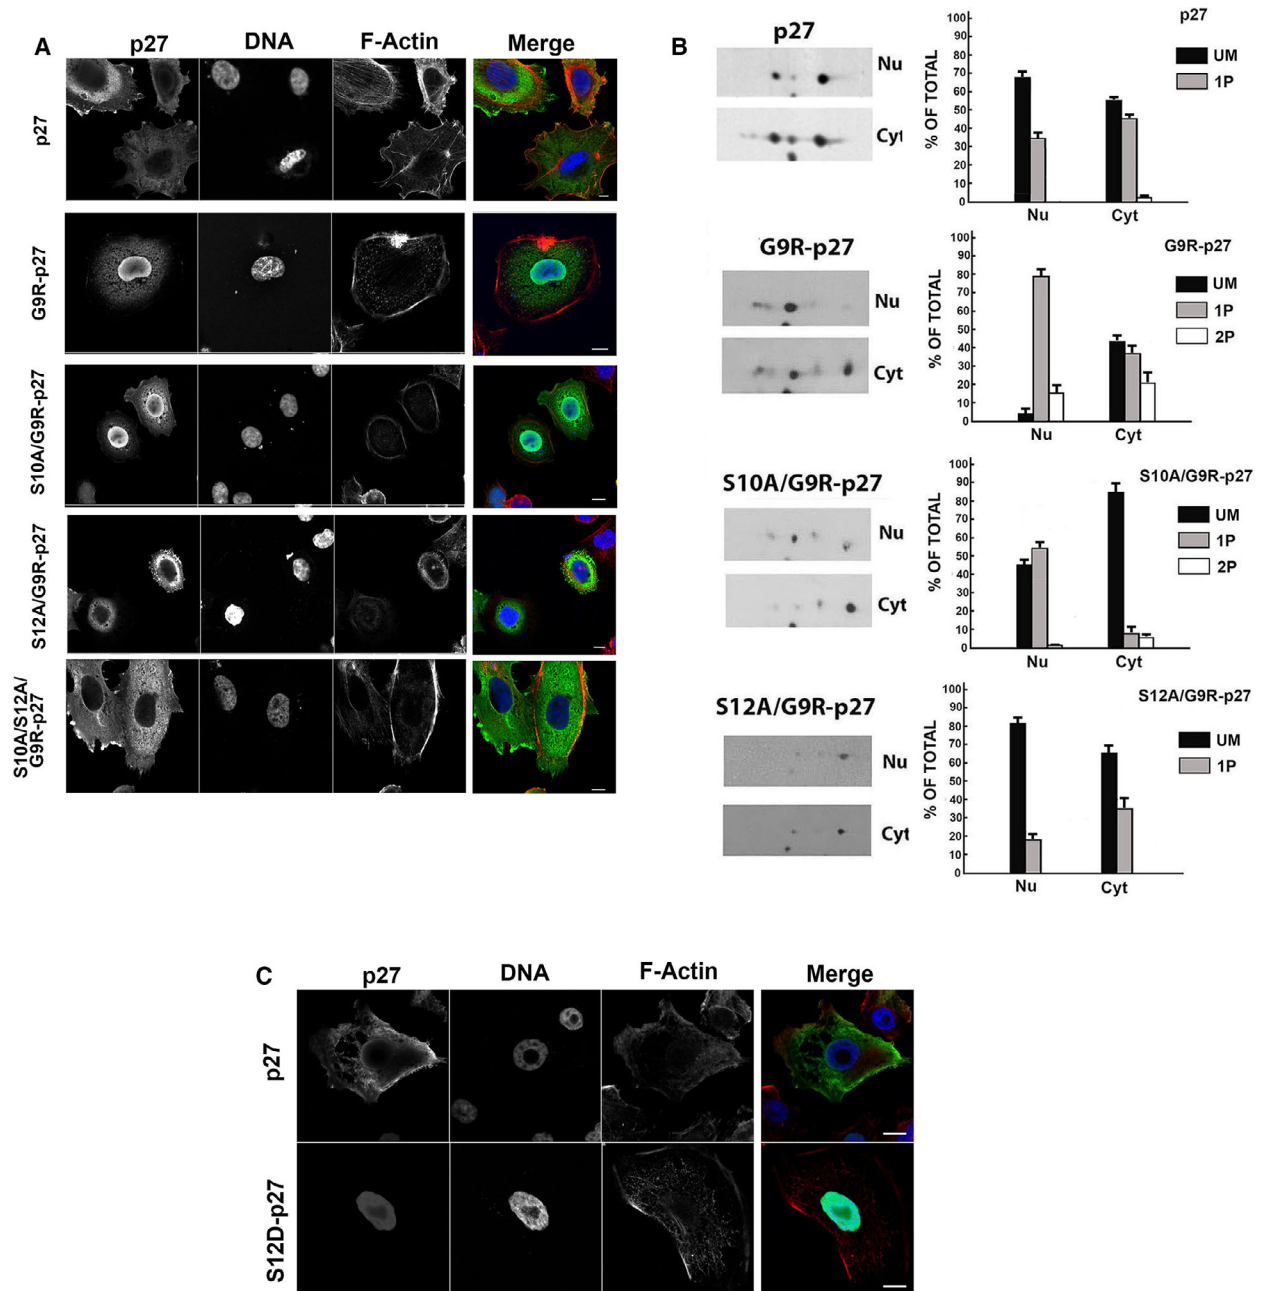 A
p27 DNA F-Actin Merge
p27
G9R-p27
S10A/G9R-p27
S12A/G9R-p27
S10A/S12A/
G9R-p27
B
p27
Nu
Cyt
p27
% OF TOTAL
100
90
80
70
60
50
40
30
20
10
0
Nu Cyt
UM
1P
G9R-p27
Nu
Cyt
G9R-p27
% OF TOTAL
100
90
80
70
60
50
40
30
20
10
0
Nu Cyt
UM
1P
2P
S10A/G9R-p27
Nu
Cyt
S10A/G9R-p27
% OF TOTAL
100
90
80
70
60
50
40
30
20
10
0
Nu Cyt
UM
1P
2P
S12A/G9R-p27
Nu
Cyt
S12A/G9R-p27
% OF TOTAL
100
90
80
70
60
50
40
30
20
10
0
Nu Cyt
UM
1P
C
p27 DNA F-Actin Merge
p27
S12D-p27